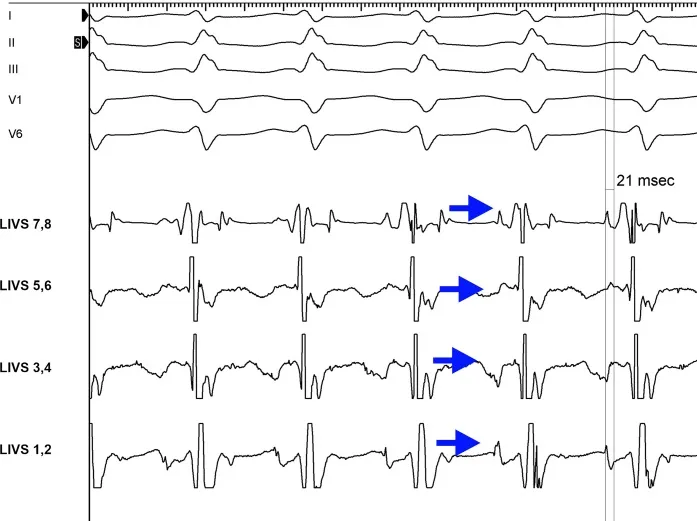 I
II
S
III
V1
V6
21 msec
LIVS 7,8
LIVS 5,6
LIVS 3,4
LIVS 1,2